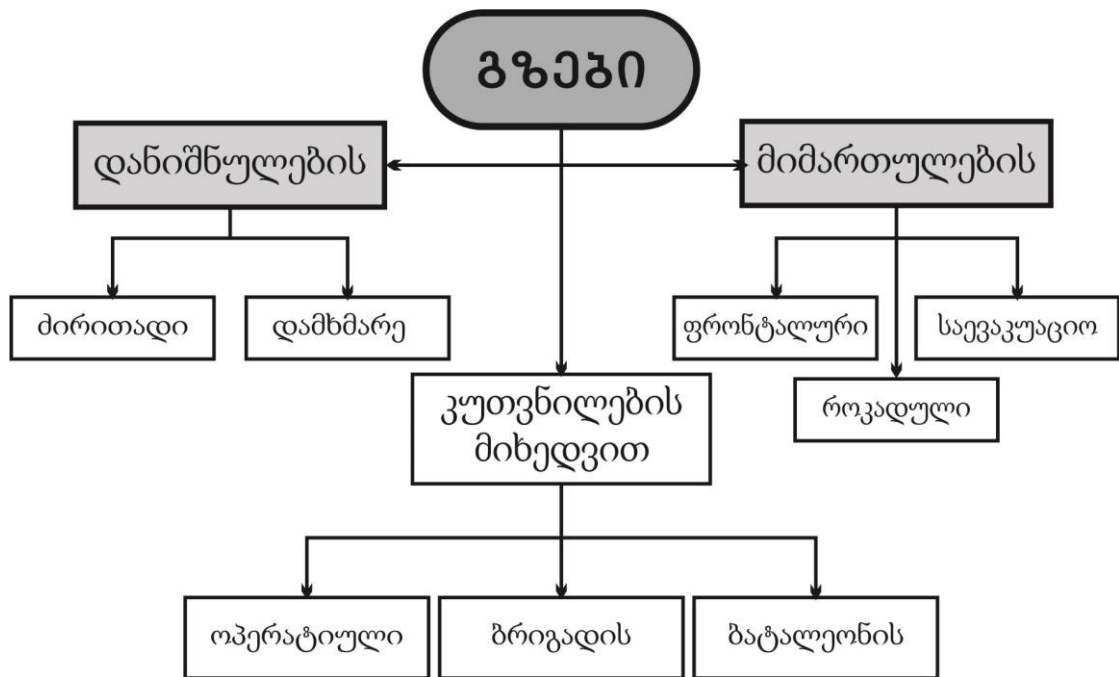 გზები
დანიშნულების
მიმართულების
ძირითადი
დამხმარე
ფრონტალური
საევაკუაციო
როკადული
კუთვნილების
მიხედვით
ოპერატიული
ბრიგადის
ბატალეონის